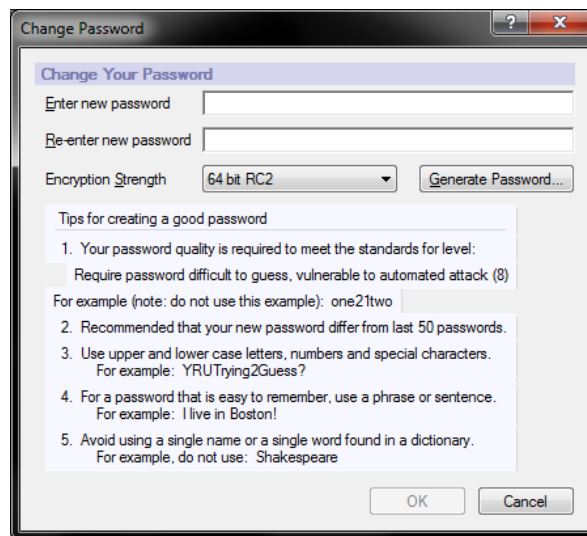 Change Password
Change Your Password
Enter new password
Re-enter new password
Encryption Strength 64 bit RC2 Generate Password...
Tips for creating a good password
1. Your password quality is required to meet the standards for level:
Require password difficult to guess, vulnerable to automated attack (8)
For example (note: do not use this example): one21two
2. Recommended that your new password differ from last 50 passwords.
3. Use upper and lower case letters, numbers and special characters.
For example: YRUTrying2Guess?
4. For a password that is easy to remember, use a phrase or sentence.
For example: I live in Boston!
5. Avoid using a single name or a single word found in a dictionary.
For example, do not use: Shakespeare
OK Cancel